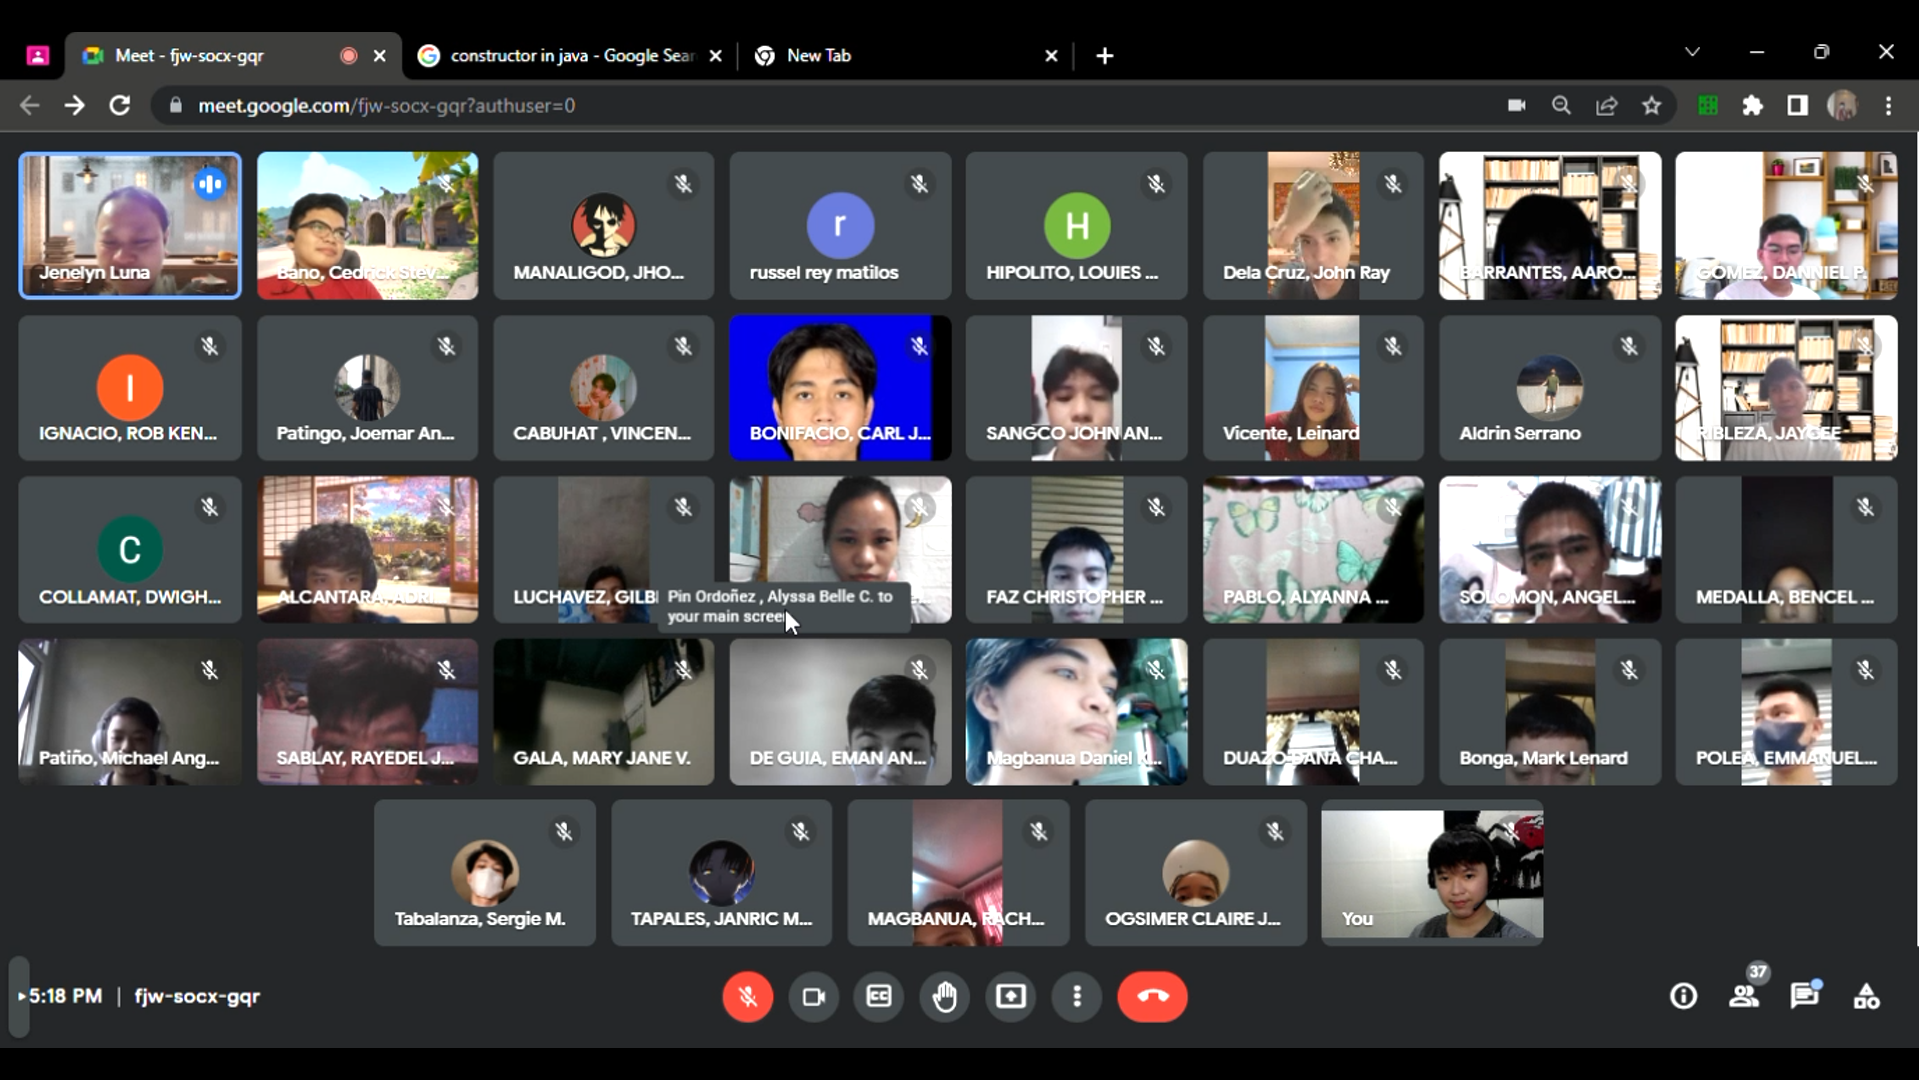 Meet - fjw-socx-gqr
constructor in java - Google Sear
New Tab
meet.google.com/fjw-socx-gqr?authuser=0
Jenelyn Luna
Bano, Cedrick Stev...
MANALIGOD, JHO...
r
russel rey matilos
H
HIPOLITO, LOUIES ...
Dela Cruz, John Ray
BARRANTES, AARO...
GOMEZ, DANNIEL P.
I
IGNACIO, ROB KEN...
Patingo, Joemar An...
CABUHAT , VINCEN...
BONIFACIO, CARL J...
SANGCO JOHN AN...
Vicente, Leinard
Aldrin Serrano
RIBLEZA, JAYCEE
C
COLLAMAT, DWIGH...
ALCANTARA, ADRI...
LUCHAVEZ, GILB
Pin Ordoñez , Alyssa Belle C. to
your main screen
FAZ CHRISTOPHER ...
PABLO, ALYANNA ...
SOLOMON, ANGEL...
MEDALLA, BENCEL ...
Patiño, Michael Ang...
SABLAY, RAYEDEL J...
GALA, MARY JANE V.
DE GUIA, EMAN AN...
Magbanua Daniel
DUAZO DANA CHA...
Bonga, Mark Lenard
POLEA, EMMANUEL...
Tabalanza, Sergie M.
TAPALES, JANRIC M...
MAGBANUA, RACH...
OGSIMER CLAIRE J...
You
5:18 PM | fjw-socx-gqr
CC
37